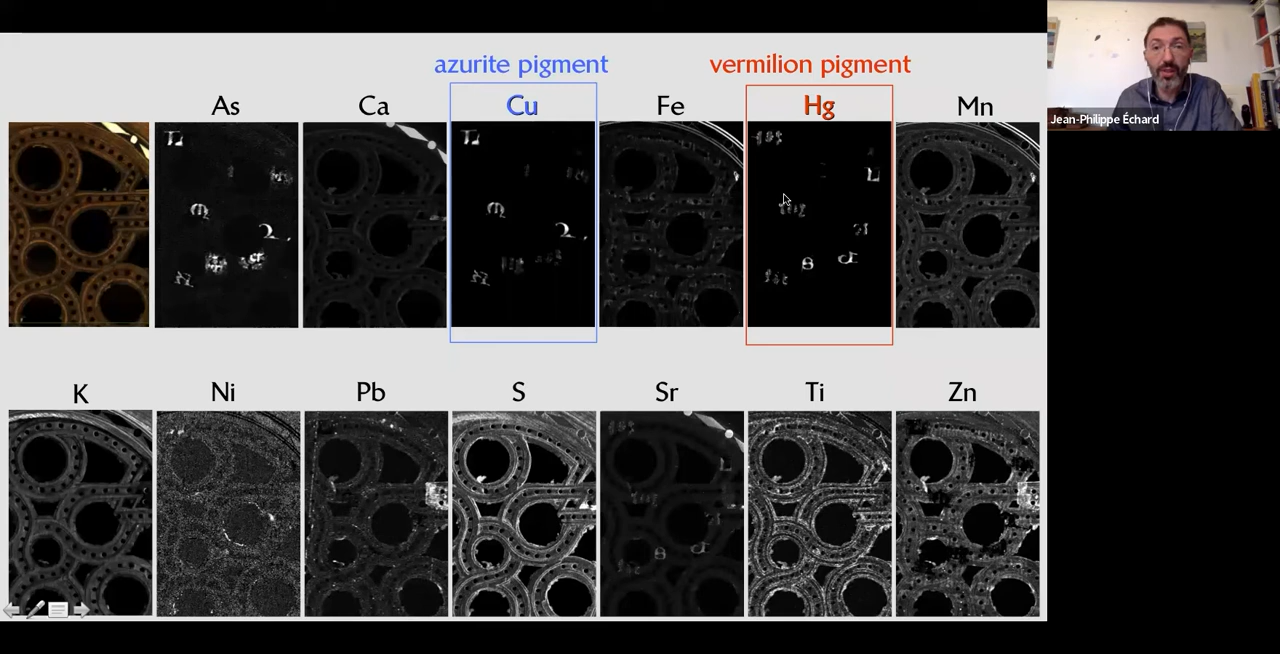 azurite pigment
vermilion pigment
As
Ca
Cu
Fe
Hg
Mn
Jean-Philippe Échard
K
Ni
Pb
S
Sr
Ti
Zn